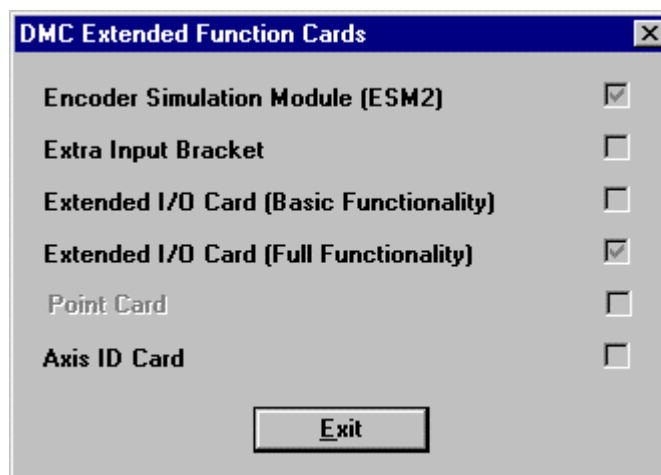 DMC Extended Function Cards
Encoder Simulation Module (ESM2)
Extra Input Bracket
Extended I/O Card (Basic Functionality)
Extended I/O Card (Full Functionality)
Point Card
Axis ID Card
Exit